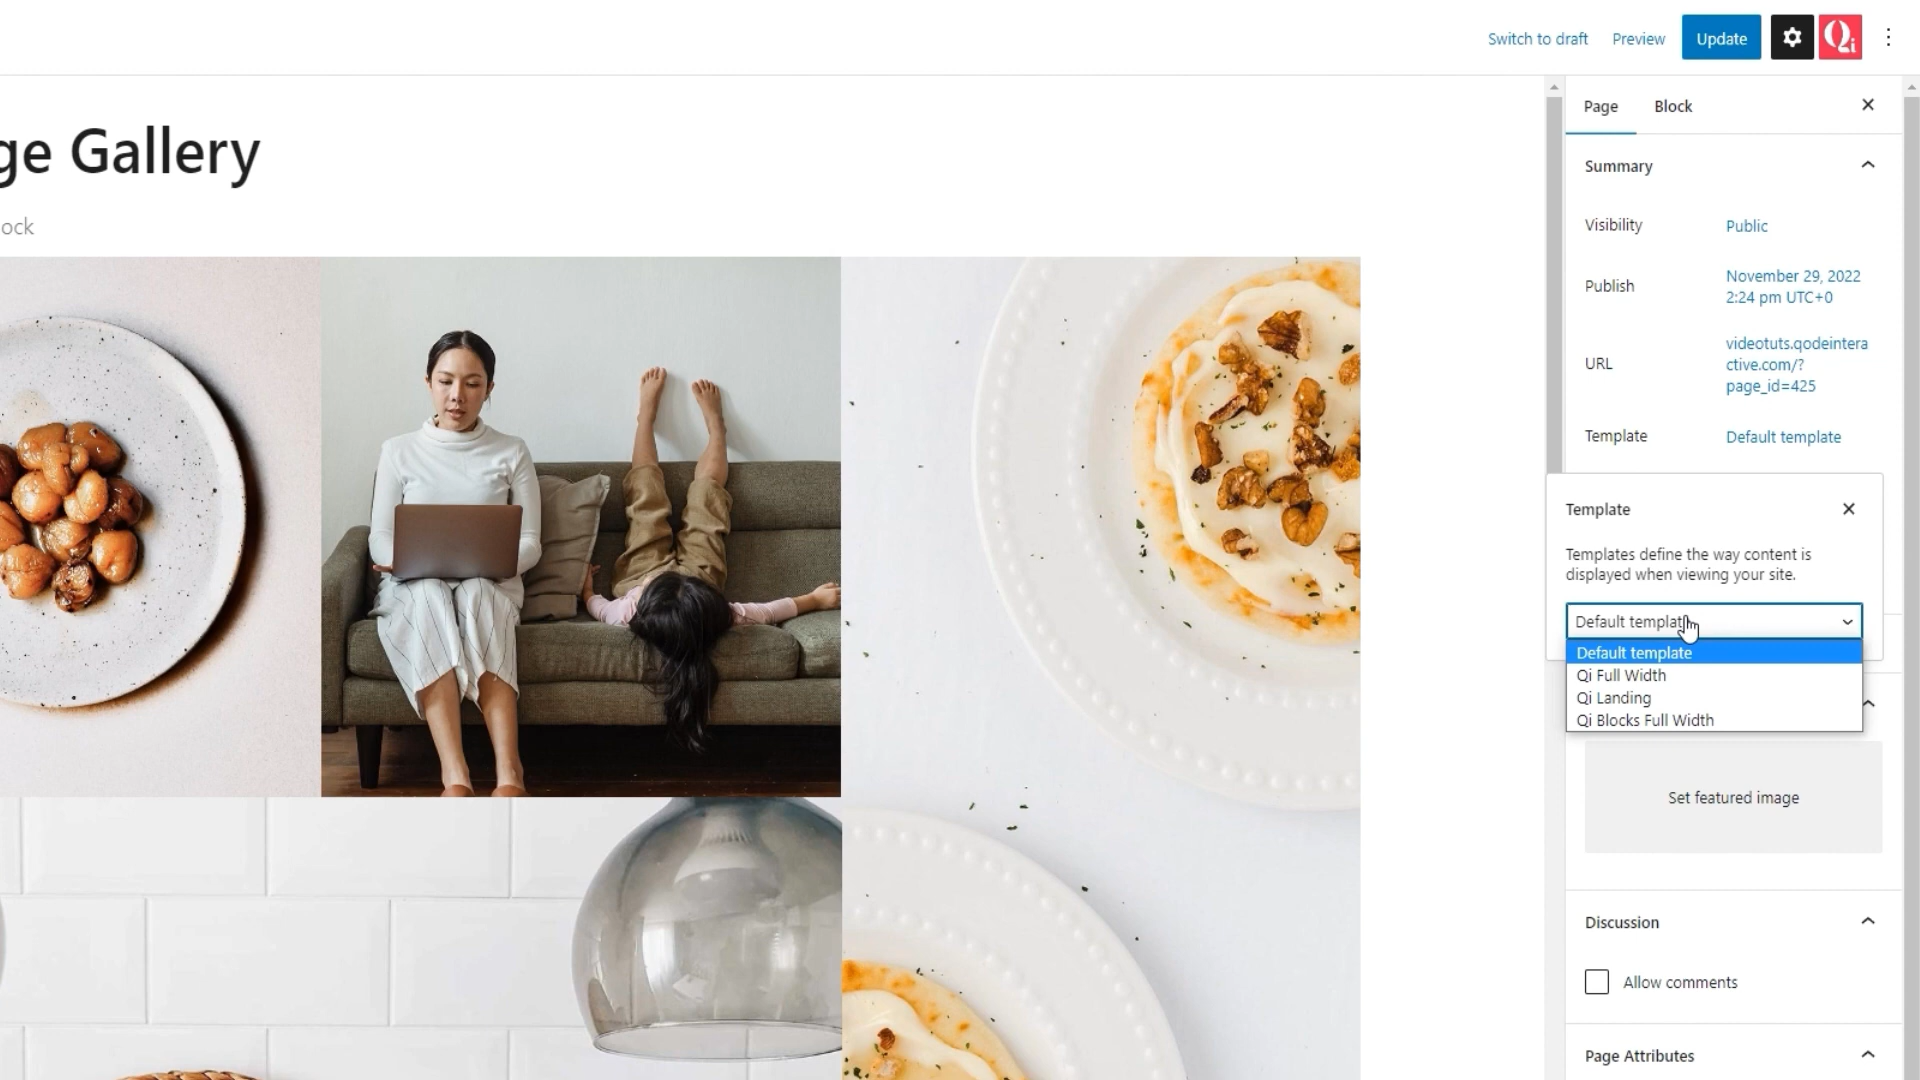 Switch to draft
Preview
Update
Qi
ge Gallery
ock
Page
Block
Summary
Visibility
Public
Publish
November 29, 2022
2:24 pm UTC+0
URL
videotuts.qodeintera
ctive.com/?
page_id=425
Template
Default template
Template
Templates define the way content is
displayed when viewing your site.
Default template
Default template
Qi Full Width
Qi Landing
Qi Blocks Full Width
Set featured image
Discussion
Allow comments
Page Attributes